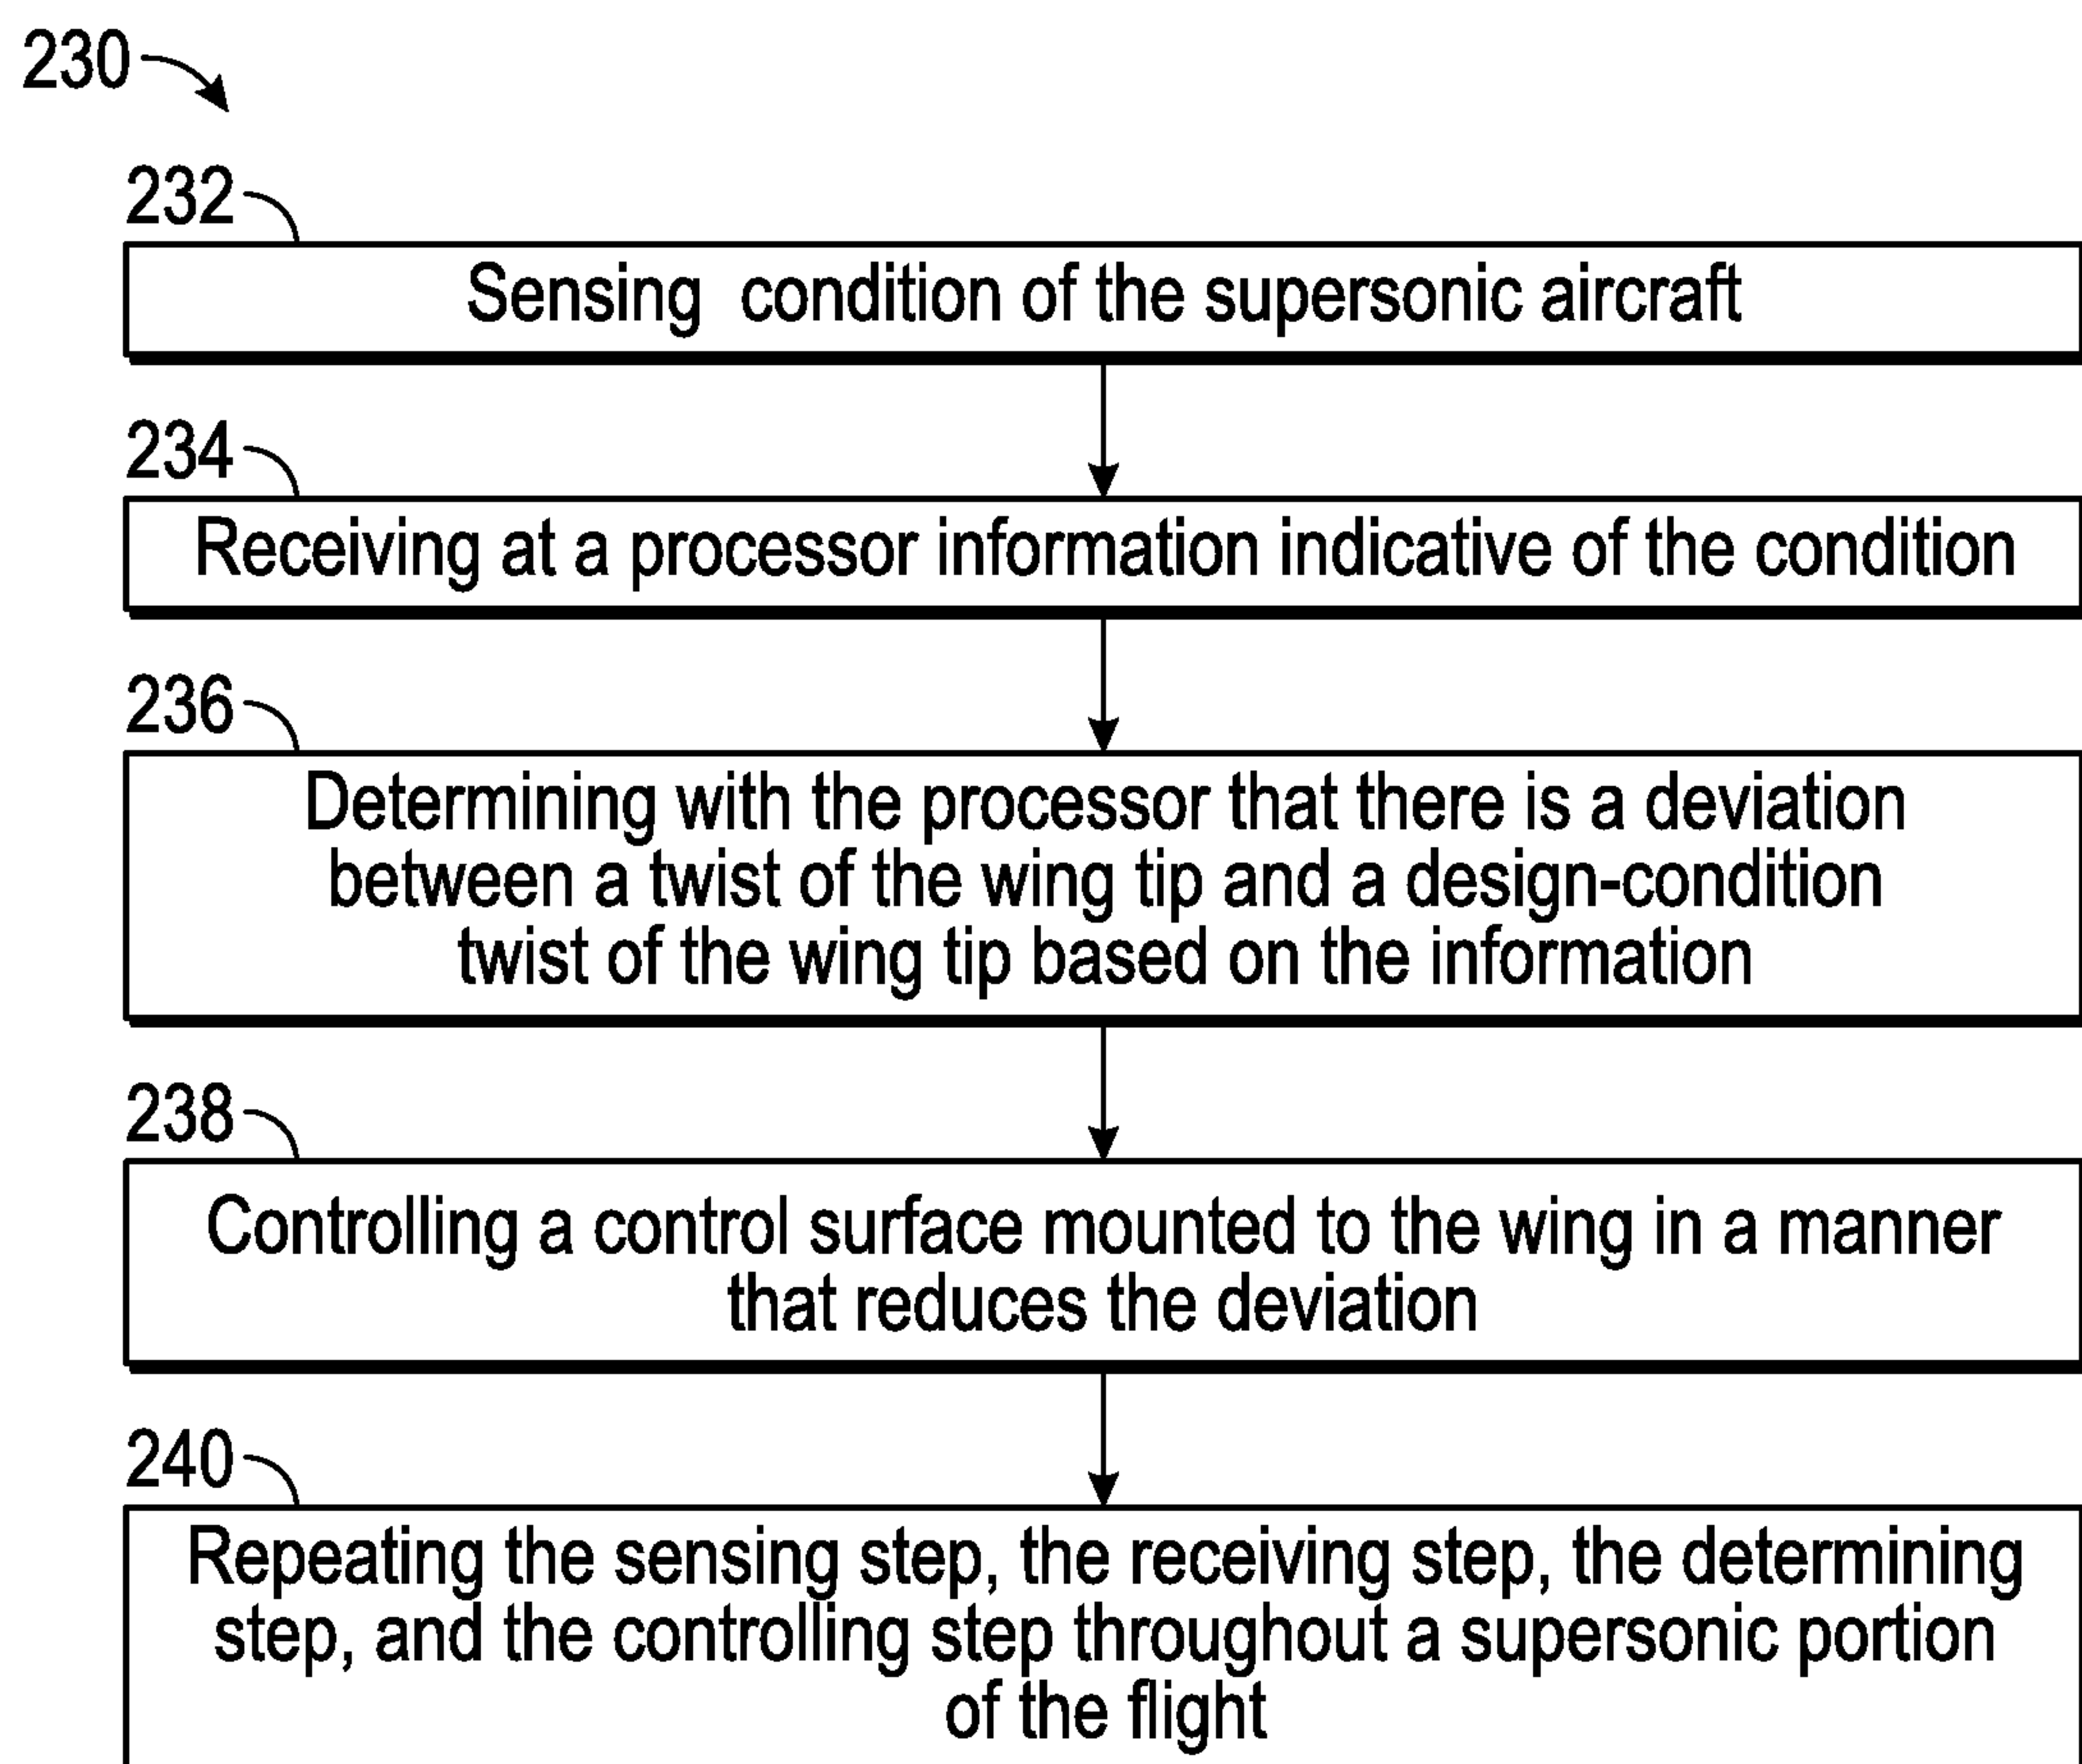 230
232
Sensing condition of the supersonic aircraft
234
Receiving at a processor information indicative of the condition
236
Determining with the processor that there is a deviation
between a twist of the wing tip and a design-condition
twist of the wing tip based on the information
238
Controlling a control surface mounted to the wing in a manner
that reduces the deviation
240
Repeating the sensing step, the receiving step, the determining
step, and the controlling step throughout a supersonic portion
of the flight